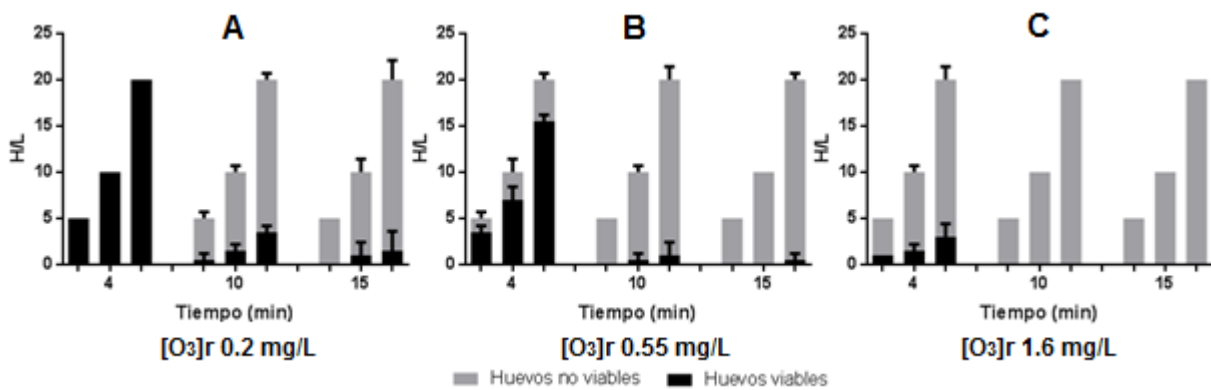 A
B
C
H/L
25
20
15
10
5
0
4
10
15
Tiempo (min)
[O₃]r 0.2 mg/L
H/L
25
20
15
10
5
0
4
10
15
Tiempo (min)
[O₃]r 0.55 mg/L
H/L
25
20
15
10
5
0
4
10
15
Tiempo (min)
[O₃]r 1.6 mg/L
Huevos no viables
Huevos viables